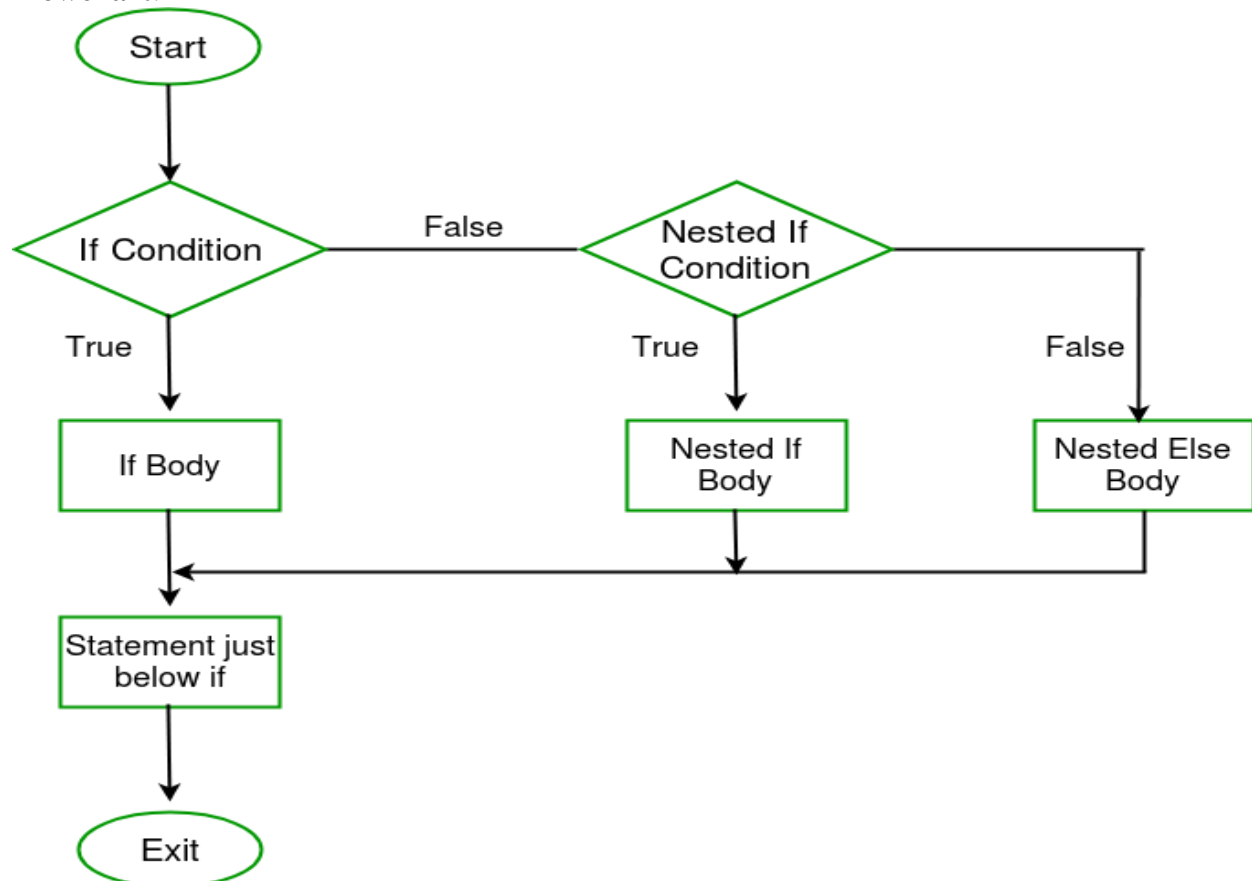 Start
If Condition
False
Nested If
Condition
True
True
False
If Body
Nested If
Body
Nested Else
Body
Statement just
below if
Exit